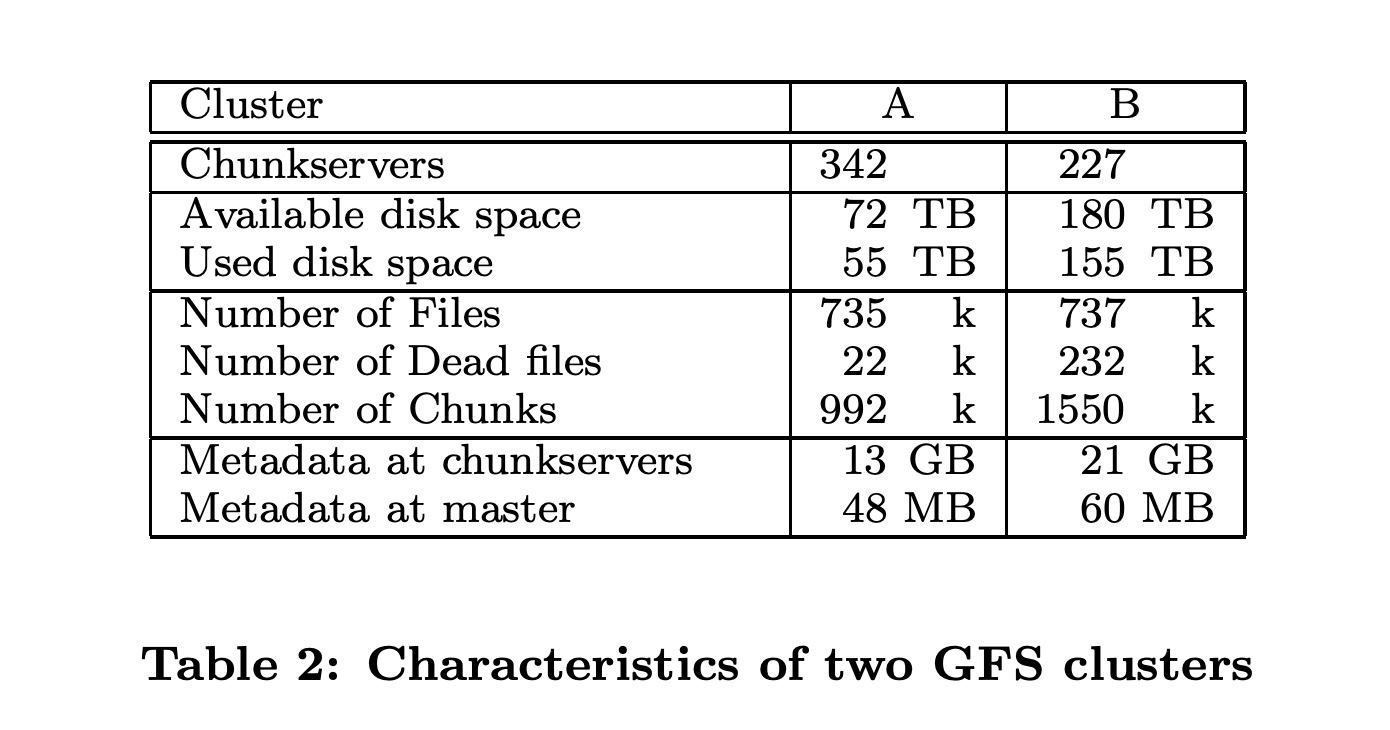 Cluster A B
Chunkservers 342 227
Available disk space 72 TB 180 TB
Used disk space 55 TB 155 TB
Number of Files 735 k 737 k
Number of Dead files 22 k 232 k
Number of Chunks 992 k 1550 k
Metadata at chunkservers 13 GB 21 GB
Metadata at master 48 MB 60 MB
Table 2: Characteristics of two GFS clusters